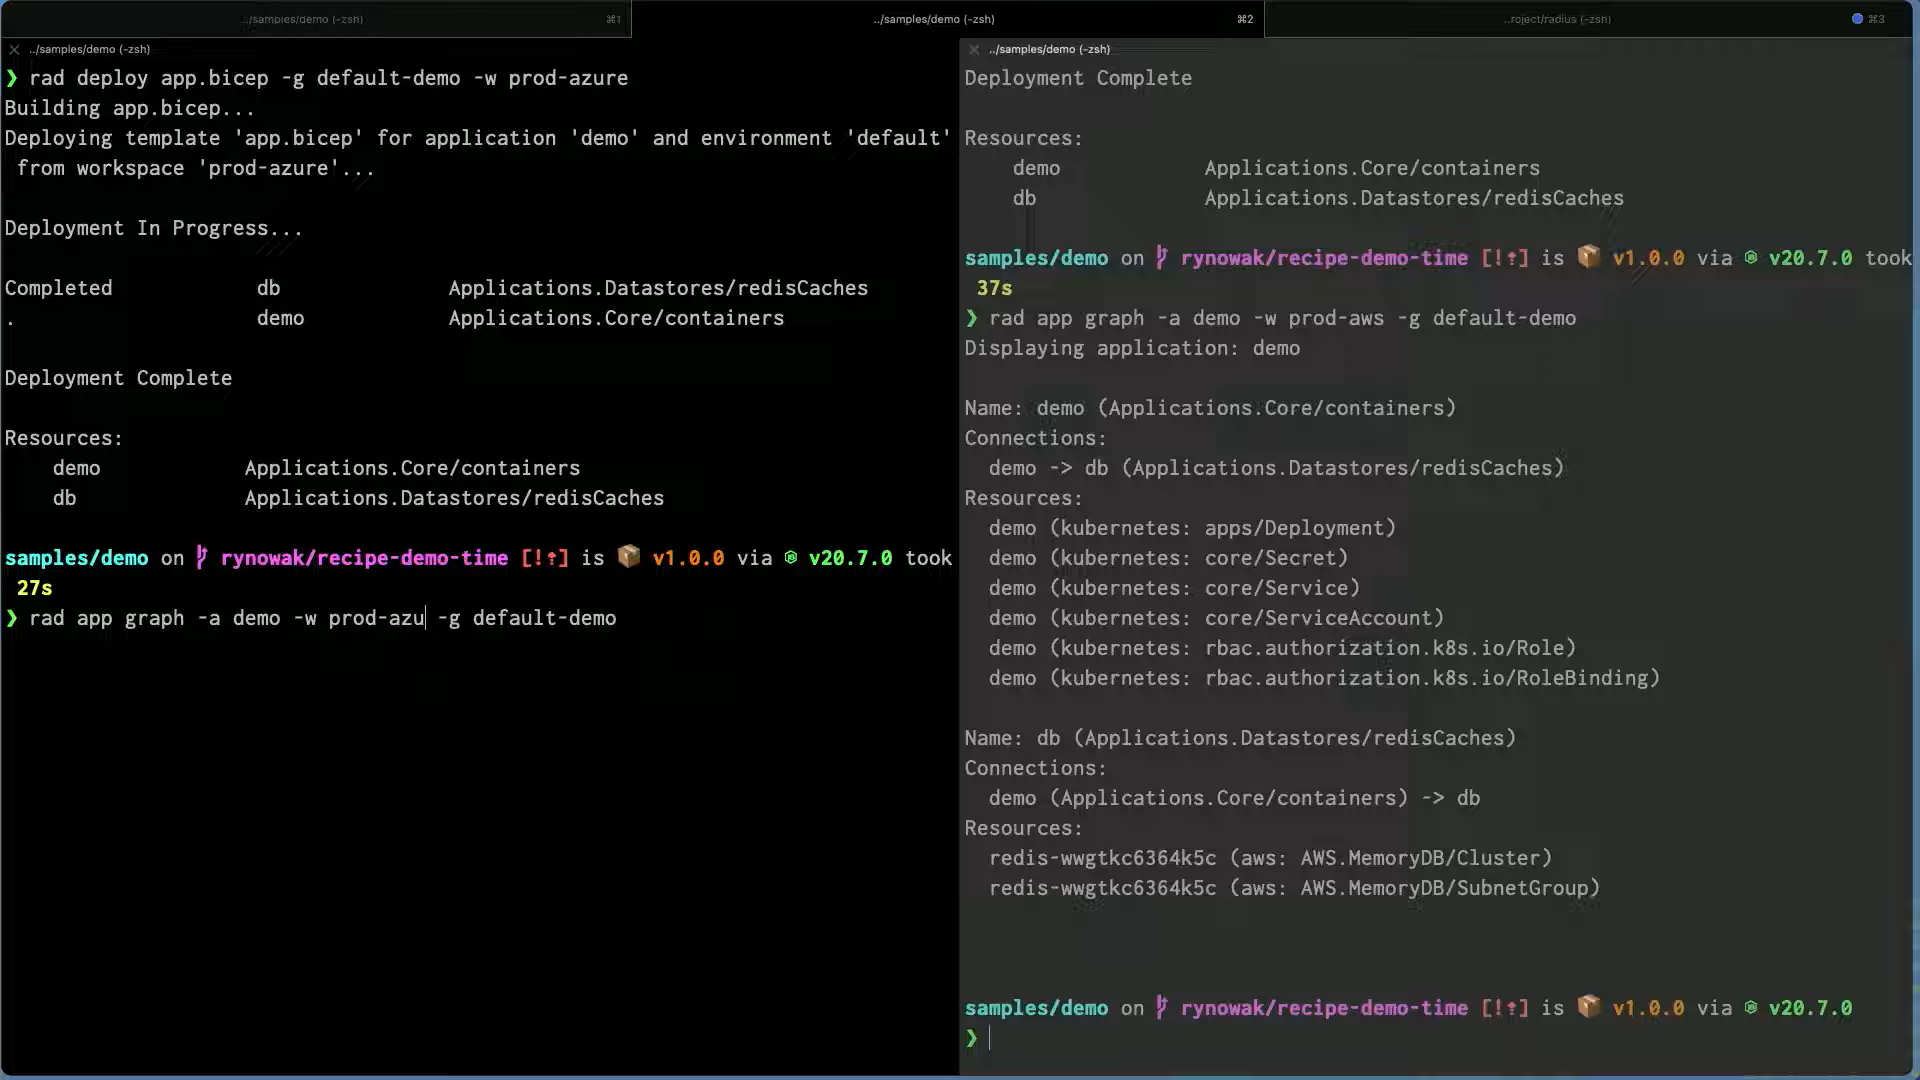 ../samples/demo (-zsh) ⌘1
../samples/demo (-zsh) ⌘2
..roject/radius (-zsh) ⌘3
../samples/demo (-zsh)
❯ rad deploy app.bicep -g default-demo -w prod-azure
Building app.bicep...
Deploying template 'app.bicep' for application 'demo' and environment 'default'
from workspace 'prod-azure'...
Deployment In Progress...
Completed db Applications.Datastores/redisCaches
. demo Applications.Core/containers
Deployment Complete
Resources:
demo Applications.Core/containers
db Applications.Datastores/redisCaches
samples/demo on rynowak/recipe-demo-time [!⇡] is 📦 v1.0.0 via v20.7.0 took
27s
❯ rad app graph -a demo -w prod-azu -g default-demo
../samples/demo (-zsh)
Deployment Complete
Resources:
demo Applications.Core/containers
db Applications.Datastores/redisCaches
samples/demo on rynowak/recipe-demo-time [!⇡] is 📦 v1.0.0 via v20.7.0 took
37s
❯ rad app graph -a demo -w prod-aws -g default-demo
Displaying application: demo
Name: demo (Applications.Core/containers)
Connections:
demo -> db (Applications.Datastores/redisCaches)
Resources:
demo (kubernetes: apps/Deployment)
demo (kubernetes: core/Secret)
demo (kubernetes: core/Service)
demo (kubernetes: core/ServiceAccount)
demo (kubernetes: rbac.authorization.k8s.io/Role)
demo (kubernetes: rbac.authorization.k8s.io/RoleBinding)
Name: db (Applications.Datastores/redisCaches)
Connections:
demo (Applications.Core/containers) -> db
Resources:
redis-wwgtkc6364k5c (aws: AWS.MemoryDB/Cluster)
redis-wwgtkc6364k5c (aws: AWS.MemoryDB/SubnetGroup)
samples/demo on rynowak/recipe-demo-time [!⇡] is 📦 v1.0.0 via v20.7.0
❯